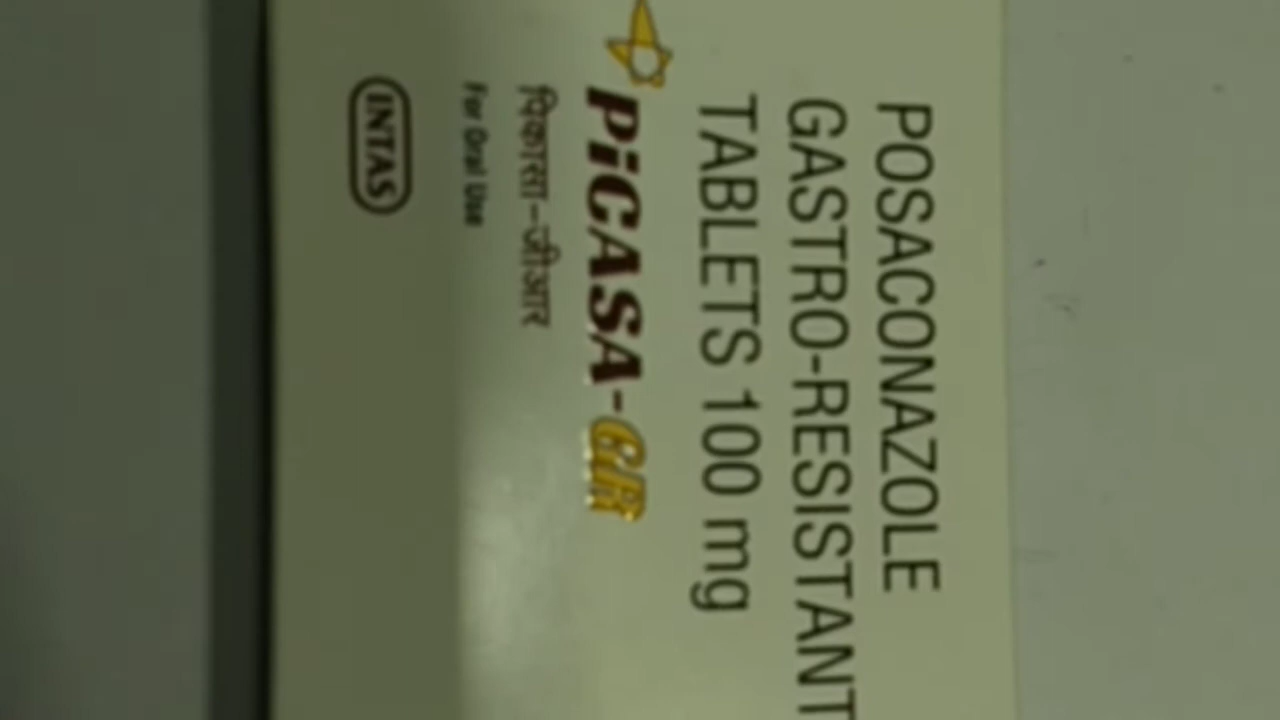 POSACONAZOLE
GASTRO-RESISTANT
TABLETS 100 mg
PiCASA-GR
पिकासा-जीआर
For Oral Use
INTAS